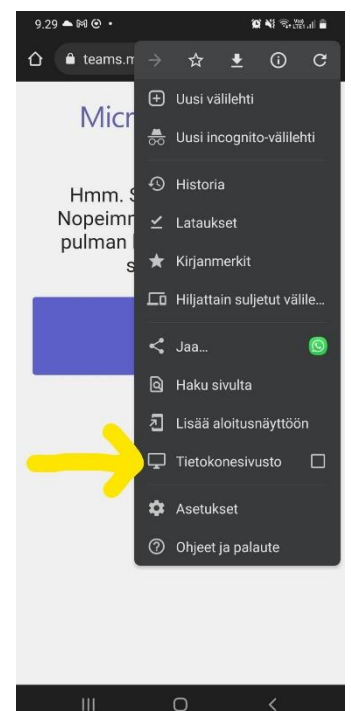 9.29
teams.m
Micr
Hmm. S
Nopeimm
pulman
s
Uusi välilehti
Uusi incognito-välilehti
Historia
Lataukset
Kirjanmerkit
Hiljattain suljetut välile...
Jaa...
Haku sivulta
Lisää aloitusnäyttöön
Tietokonesivusto
Asetukset
Ohjeet ja palaute